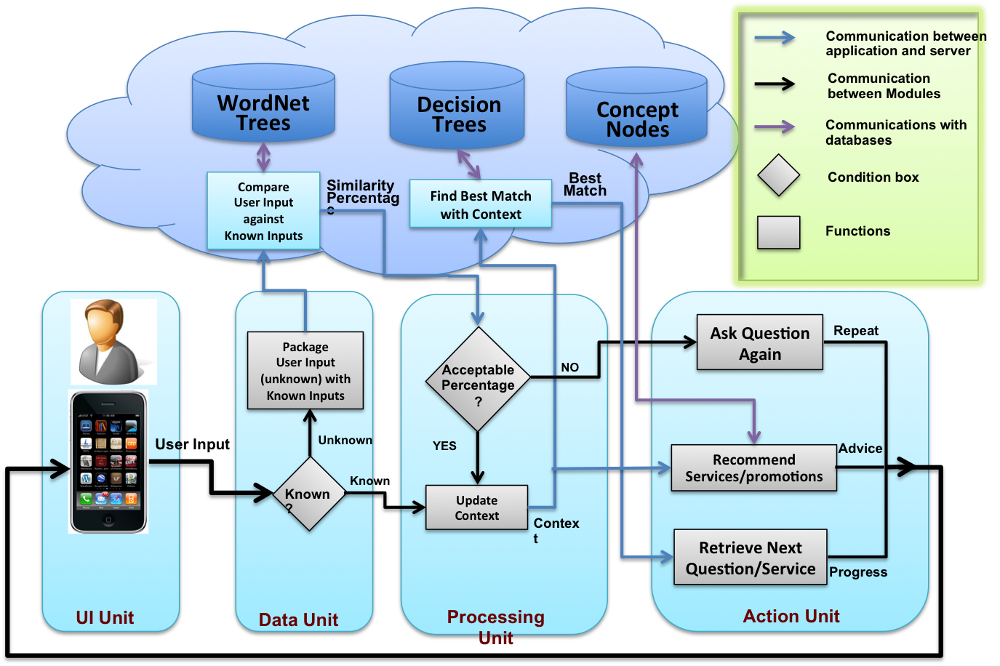 WordNet
Trees
Decision
Trees
Concept
Nodes
Communication between
application and server
Communication
between Modules
Communications with
databases
Condition box
Functions
Compare
User Input
against
Known Inputs
Similarity
Percentag
e
Find Best Match
with Context
Best
Match
Package
User Input
(unknown) with
Known Inputs
Unknown
User Input
Known
?
Known
Acceptable
Percentage
?
NO
YES
Update
Context
Contex
t
Ask Question
Again
Repeat
Recommend
Services/promotions
Advice
Retrieve Next
Question/Service
Progress
UI Unit
Data Unit
Processing
Unit
Action Unit